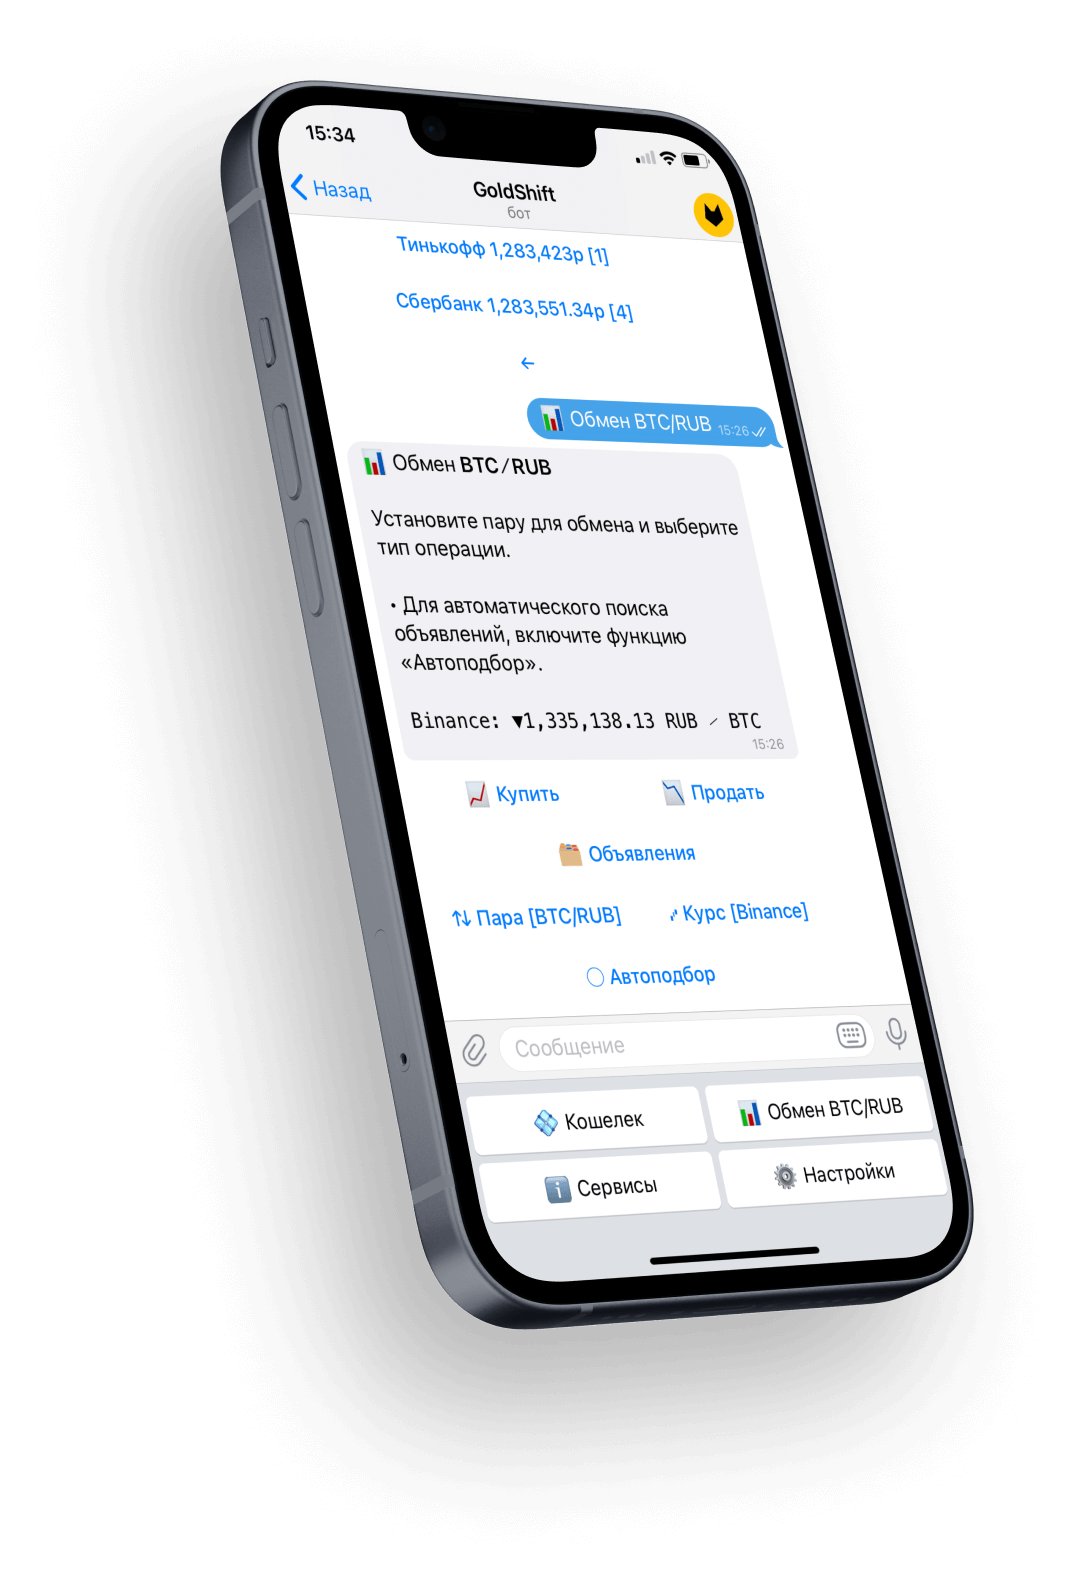 15:34
Назад
GoldShift
бот
Тинькофф 1,283,423р [1]
Сбербанк 1,283,551.34р [4]
←
Обмен BTC/RUB 15:26
Обмен BTC/RUB
Установите пару для обмена и выберите
тип операции.
• Для автоматического поиска
объявлений, включите функцию
«Автоподбор».
Binance: ▼1,335,138.13 RUB / BTC
15:26
Купить
Продать
Объявления
↑↓ Пара [BTC/RUB]
Курс [Binance]
Автоподбор
Сообщение
Кошелек
Обмен BTC/RUB
Сервисы
Настройки